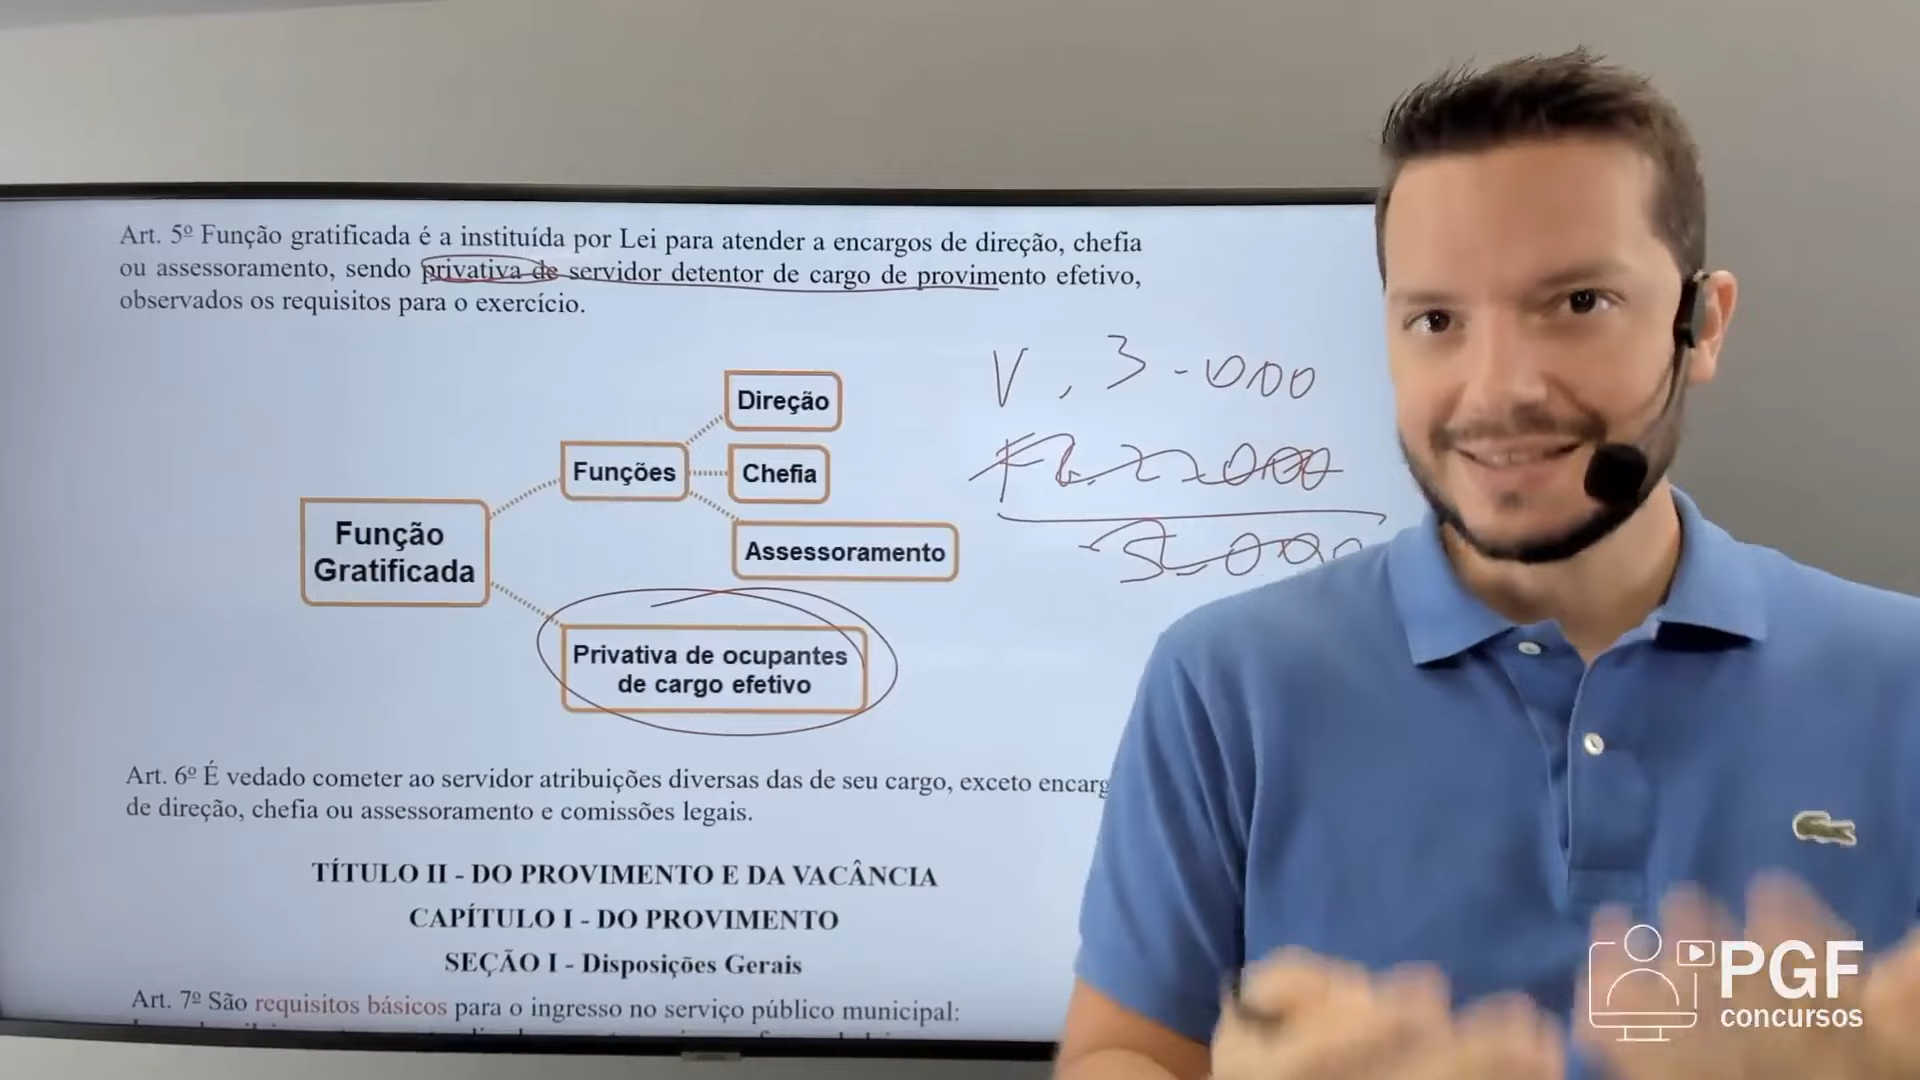 Art. 5º Função gratificada é a instituída por Lei para atender a encargos de direção, chefia
ou assessoramento, sendo privativa de servidor detentor de cargo de provimento efetivo,
observados os requisitos para o exercício.
V, 3-000
Direção
Funções
Chefia
Função
Gratificada
Assessoramento
Privativa de ocupantes
de cargo efetivo
Art. 6º É vedado cometer ao servidor atribuições diversas das de seu cargo, exceto encarg
de direção, chefia ou assessoramento e comissões legais.
TÍTULO II - DO PROVIMENTO E DA VACÂNCIA
CAPÍTULO I - DO PROVIMENTO
SEÇÃO I - Disposições Gerais
Art. 7º São requisitos básicos para o ingresso no serviço público municipal:
PGF
concursos